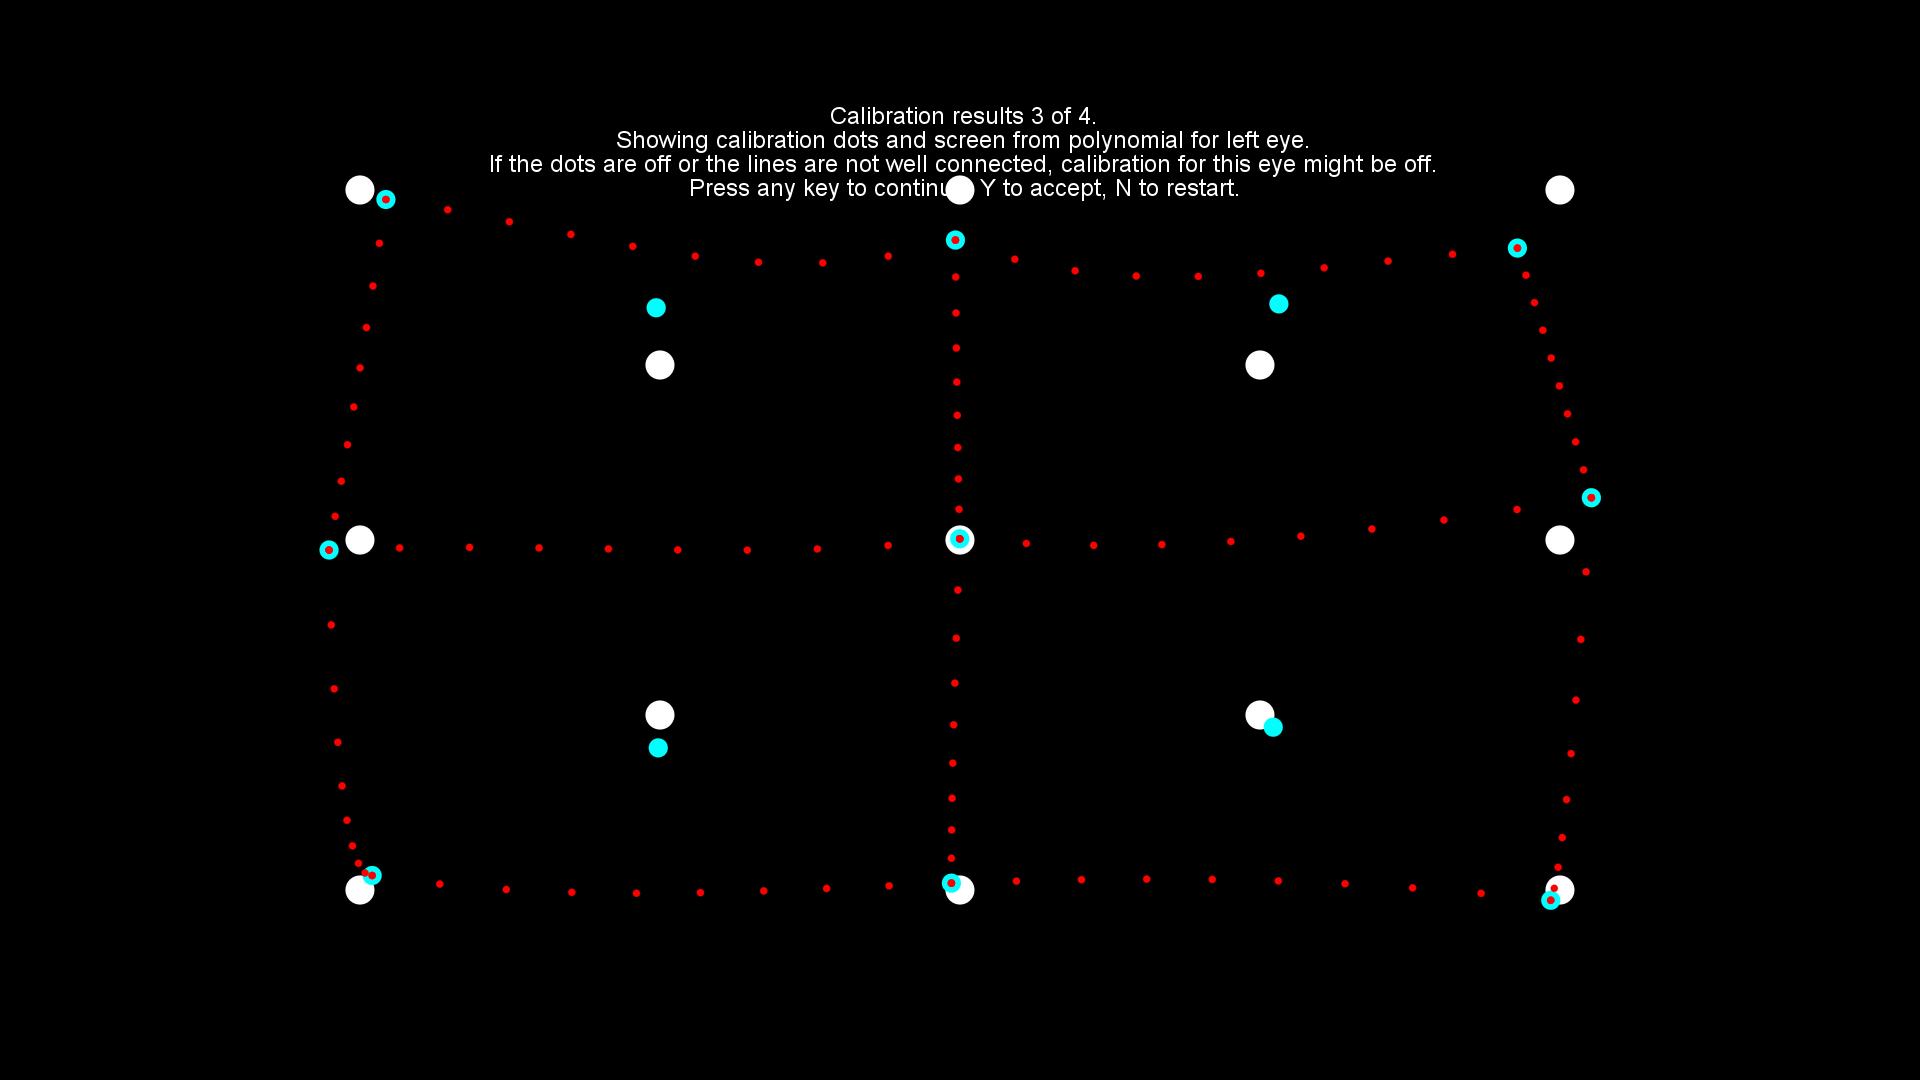 Calibration results 3 of 4.
Showing calibration dots and screen from polynomial for left eye.
If the dots are off or the lines are not well connected, calibration for this eye might be off.
Press any key to continu Y to accept, N to restart.